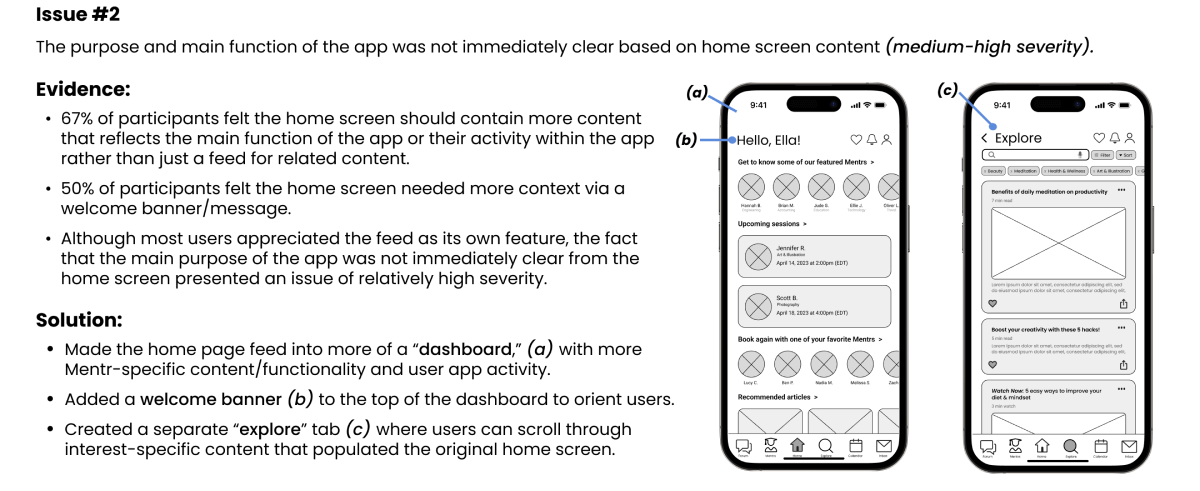 Issue #2
The purpose and main function of the app was not immediately clear based on home screen content (medium-high severity).
Evidence:
• 67% of participants felt the home screen should contain more content
that reflects the main function of the app or their activity within the app
rather than just a feed for related content.
• 50% of participants felt the home screen needed more context via a
welcome banner/message.
• Although most users appreciated the feed as its own feature, the fact
that the main purpose of the app was not immediately clear from the
home screen presented an issue of relatively high severity.
Solution:
• Made the home page feed into more of a “dashboard,” (a) with more
Mentr-specific content/functionality and user app activity.
• Added a welcome banner (b) to the top of the dashboard to orient users.
• Created a separate “explore” tab (c) where users can scroll through
interest-specific content that populated the original home screen.
(a)
9:41
(b)
Hello, Ella!
Get to know some of our featured Mentrs >
Hannah B. Brian M. Jude S. Ellie J. Oliver L.
Engineering Accounting Education Technology
Upcoming sessions >
Jennifer R.
Art & Illustration
April 14, 2023 at 2:00pm (EDT)
Scott B.
Photography
April 18, 2023 at 4:00pm (EDT)
Book again with one of your favorite Mentrs >
Lucy C. Ben P. Nadia M. Melissa S. Zach
Recommended articles >
Forum Mentrs Home Explore Calendar Inbox
(c)
9:41
< Explore
Filter Sort
Beauty Meditation Health & Wellness Art & Illustration
Benefits of daily meditation on productivity
7 min read
Lorem ipsum dolor sit amet, consectetur adipiscing elit, sed
do eiusmod ipsum dolor sit amet, consectetur adipiscing elit.
Boost your creativity with these 5 hacks!
5 min read
Lorem ipsum dolor sit amet, consectetur adipiscing elit, sed
do eiusmod ipsum dolor sit amet, consectetur adipiscing elit.
Watch Now: 5 easy ways to improve your
diet & mindset
3 min watch
Forum Mentrs Home Explore Calendar Inbox